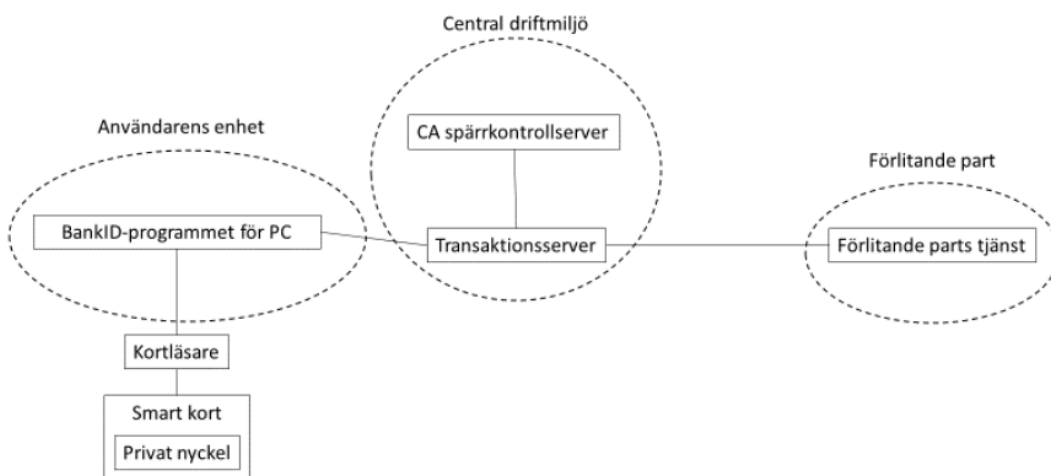 Central driftmiljö
Användarens enhet
CA spärrkontrollserver
Förlitande part
BankID-programmet för PC
Transaktionsserver
Förlitande parts tjänst
Kortläsare
Smart kort
Privat nyckel